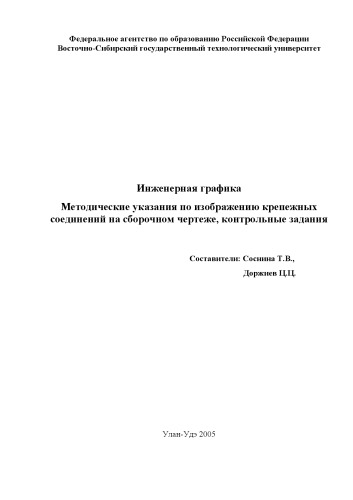 Федеральное агентство по образованию Российской Федерации
Восточно-Сибирский государственный технологический университет
Инженерная графика
Методические указания по изображению крепежных
соединений на сборочном чертеже, контрольные задания
Составители: Соснина Т.В.,
Доржиев Ц.Ц.
Улан-Удэ 2005